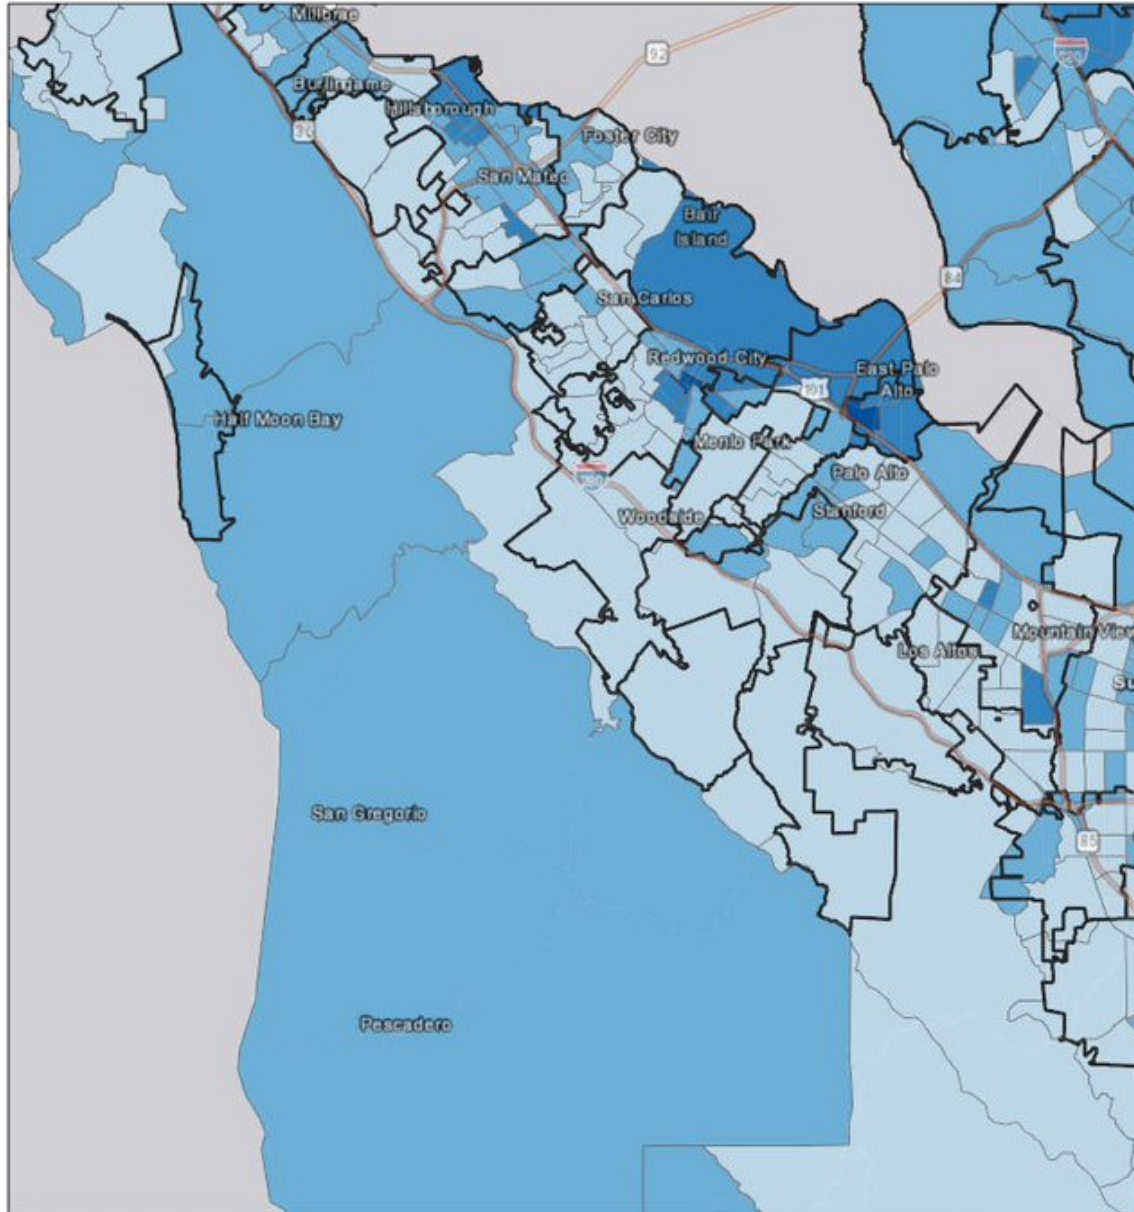 Millbrae
92
Burlingame
Hillsborough
Foster City
San Mateo
Bair
Island
84
San Carlos
Redwood City
East Palo
Alto
101
Half Moon Bay
Menlo Park
Palo Alto
280
Stanford
Woodside
Mountain View
Los Altos
Su
San Gregorio
85
Pescadero